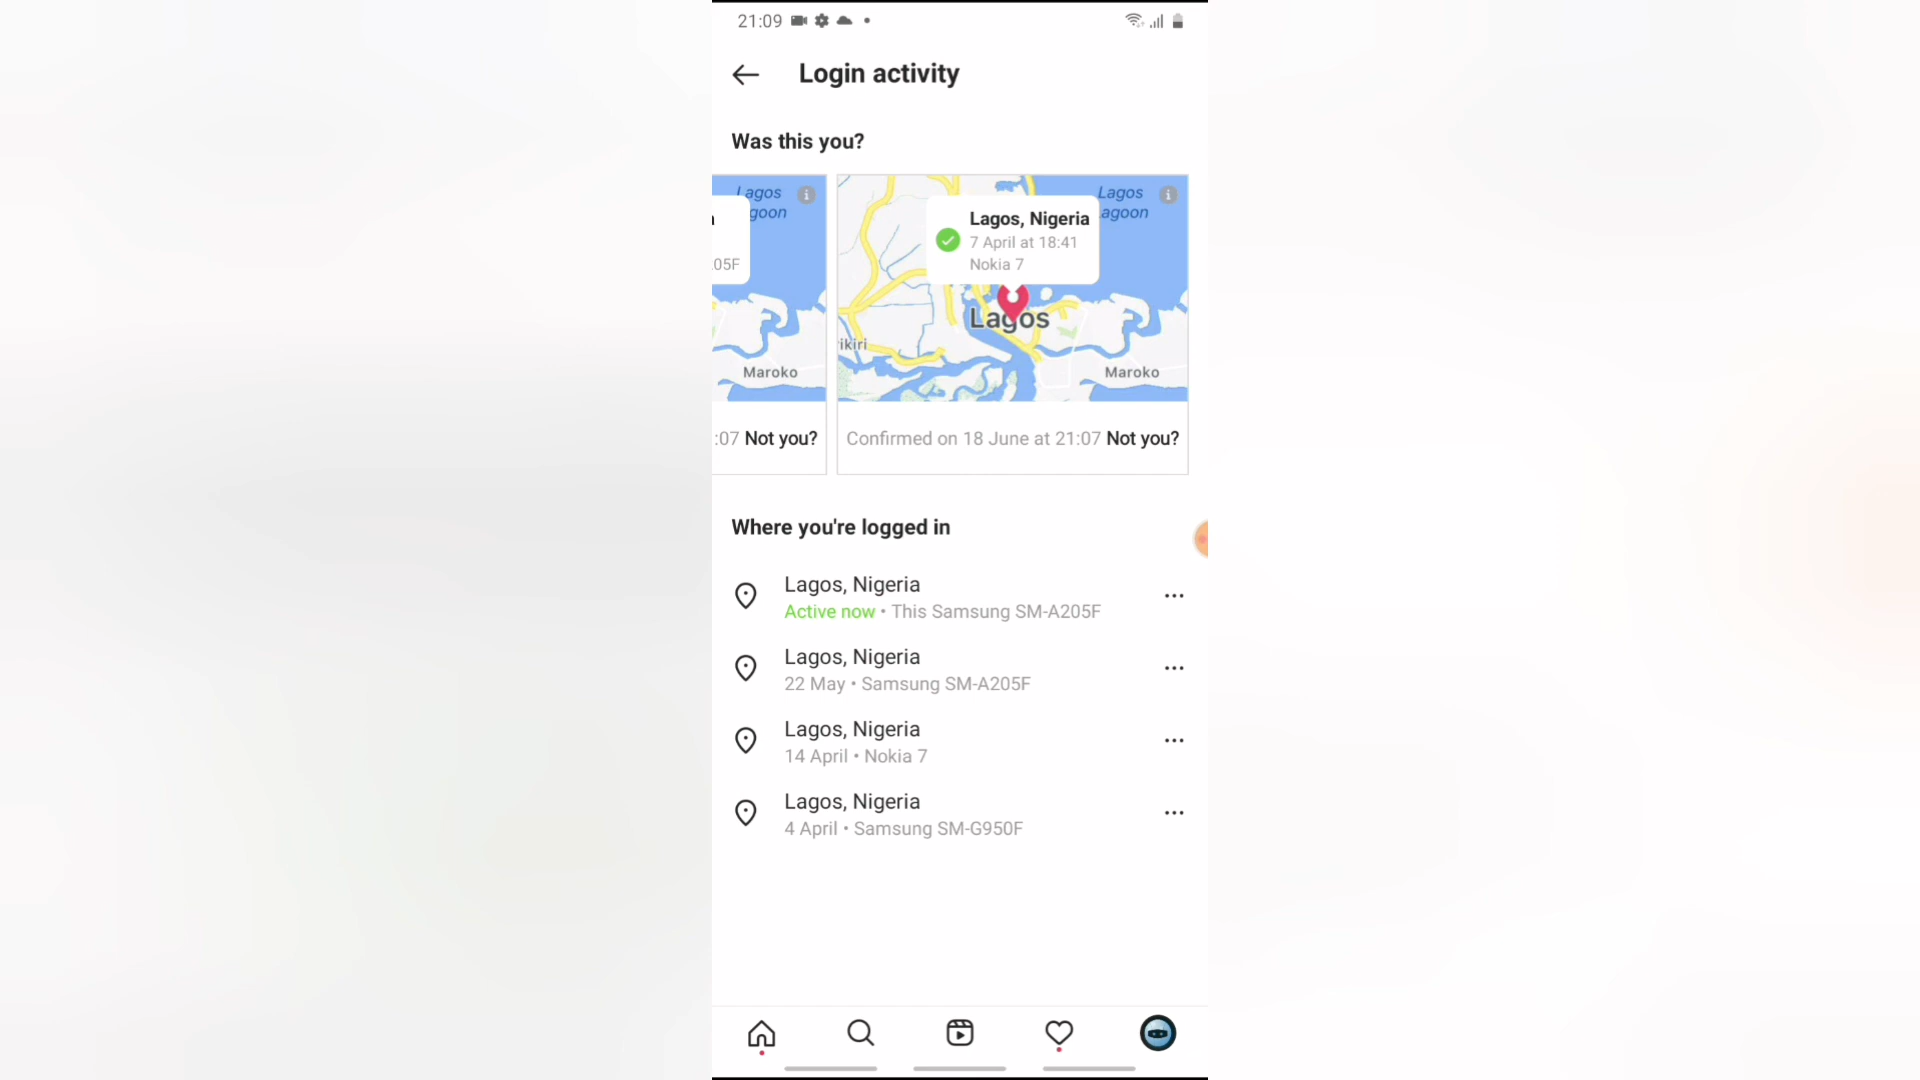 21:09
Login activity
Was this you?
Lagos
goon
05F
Maroko
:07 Not you?
Lagos
agoon
Lagos, Nigeria
7 April at 18:41
Nokia 7
Lagos
ikiri
Maroko
Confirmed on 18 June at 21:07 Not you?
Where you're logged in
Lagos, Nigeria
Active now • This Samsung SM-A205F
Lagos, Nigeria
22 May • Samsung SM-A205F
Lagos, Nigeria
14 April • Nokia 7
Lagos, Nigeria
4 April • Samsung SM-G950F